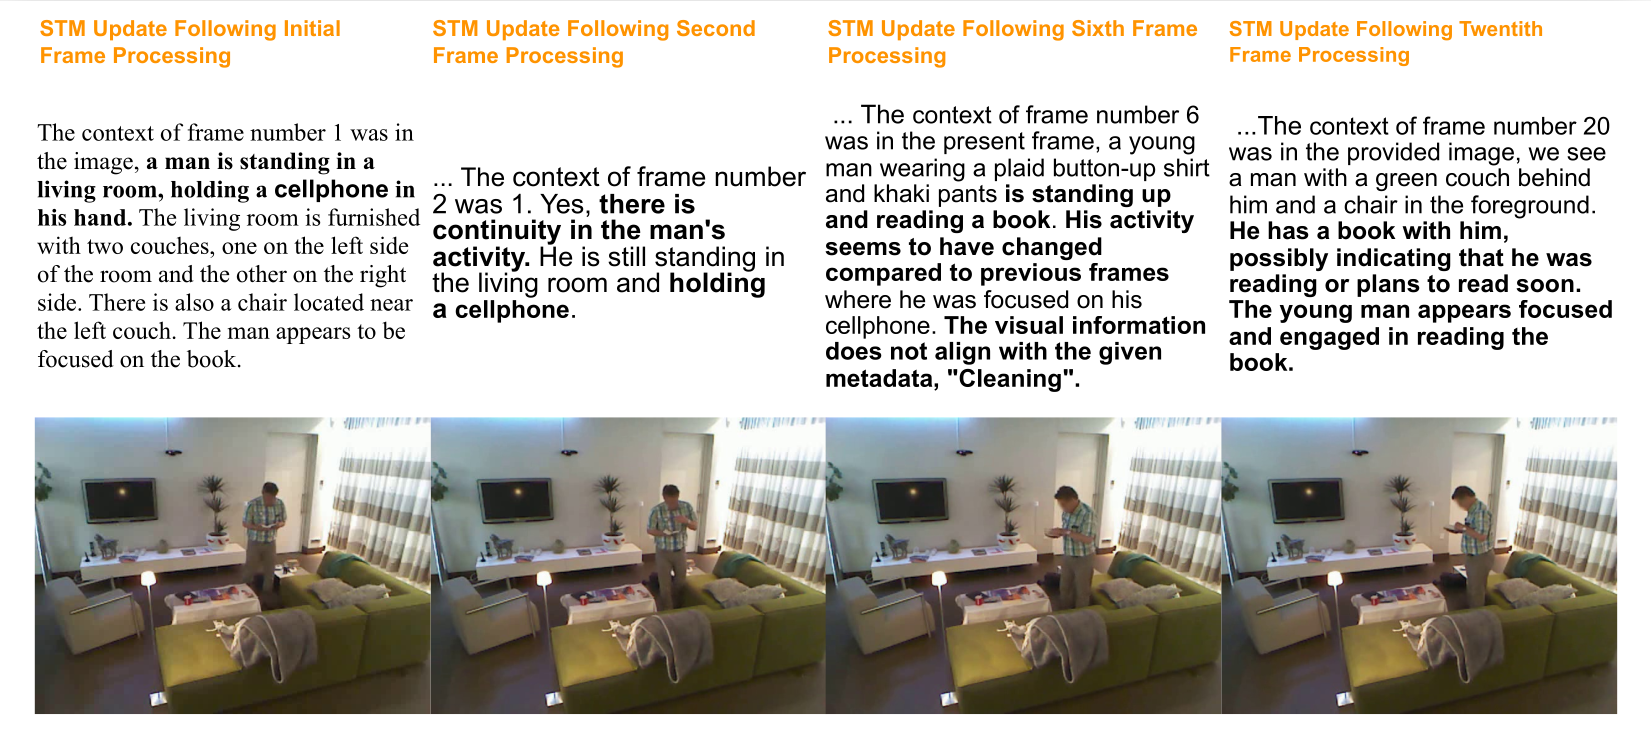 STM Update Following Initial
Frame Processing
The context of frame number 1 was in
the image, a man is standing in a
living room, holding a cellphone in
his hand. The living room is furnished
with two couches, one on the left side
of the room and the other on the right
side. There is also a chair located near
the left couch. The man appears to be
focused on the book.
STM Update Following Second
Frame Processing
... The context of frame number
2 was 1. Yes, there is
continuity in the man's
activity. He is still standing in
the living room and holding
a cellphone.
STM Update Following Sixth Frame
Processing
... The context of frame number 6
was in the present frame, a young
man wearing a plaid button-up shirt
and khaki pants is standing up
and reading a book. His activity
seems to have changed
compared to previous frames
where he was focused on his
cellphone. The visual information
does not align with the given
metadata, "Cleaning".
STM Update Following Twentith
Frame Processing
...The context of frame number 20
was in the provided image, we see
a man with a green couch behind
him and a chair in the foreground.
He has a book with him,
possibly indicating that he was
reading or plans to read soon.
The young man appears focused
and engaged in reading the
book.